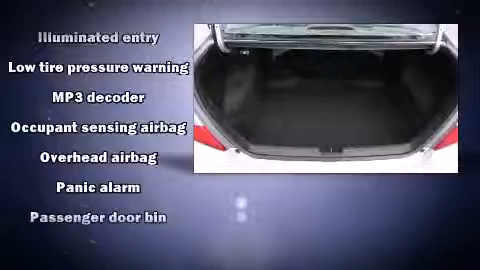 Illuminated entry
Low tire pressure warning
MP3 decoder
Occupant sensing airbag
Overhead airbag
Panic alarm
Passenger door bin